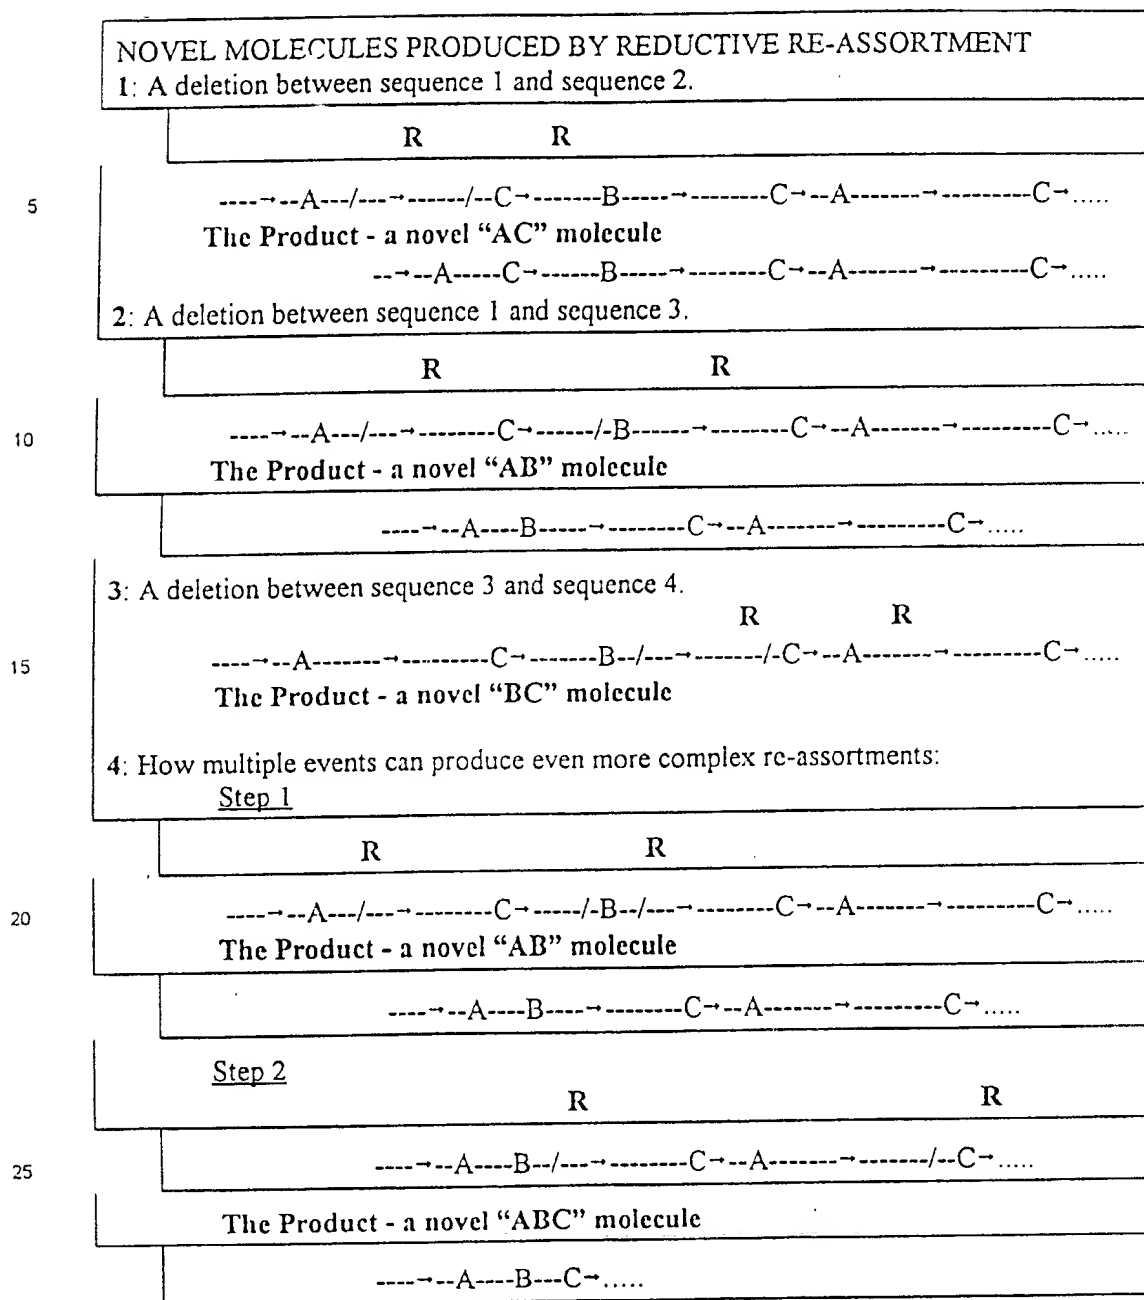 NOVEL MOLECULES PRODUCED BY REDUCTIVE RE-ASSORTMENT
1: A deletion between sequence 1 and sequence 2.
R R
5 ----→--A---/---→------/--C→-------B-----→--------C→--A-------→---------C→.....
The Product - a novel “AC” molecule
--→--A-----C→------B-----→--------C→--A-------→---------C→.....
2: A deletion between sequence 1 and sequence 3.
R R
10 ----→--A---/---→--------C→------/-B------→--------C→--A-------→---------C→.....
The Product - a novel “AB” molecule
----→--A----B-----→--------C→--A-------→---------C→.....
3: A deletion between sequence 3 and sequence 4.
R R
15 ----→--A-------→---------C→-------B--/---→-------/-C→--A-------→---------C→.....
The Product - a novel “BC” molecule
4: How multiple events can produce even more complex re-assortments:
Step 1
R R
20 ----→--A---/---→--------C→-----/-B--/---→--------C→--A-------→---------C→.....
The Product - a novel “AB” molecule
----→--A----B----→--------C→--A-------→---------C→.....
Step 2
R R
25 ----→--A----B--/---→--------C→--A-------→-------/--C→.....
The Product - a novel “ABC” molecule
----→--A----B---C→.....